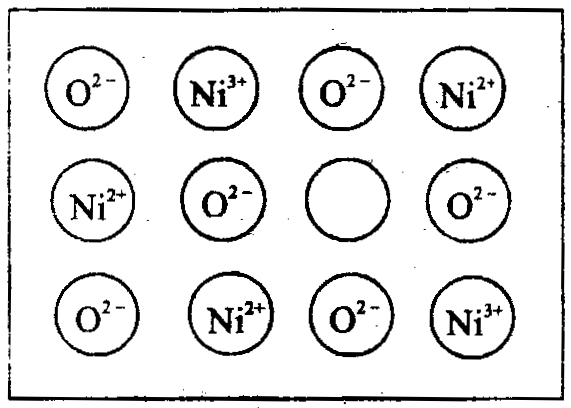 O²⁻ Ni³⁺ O²⁻ Ni²⁺
Ni²⁺ O²⁻ O²⁻
O²⁻ Ni²⁺ O²⁻ Ni³⁺